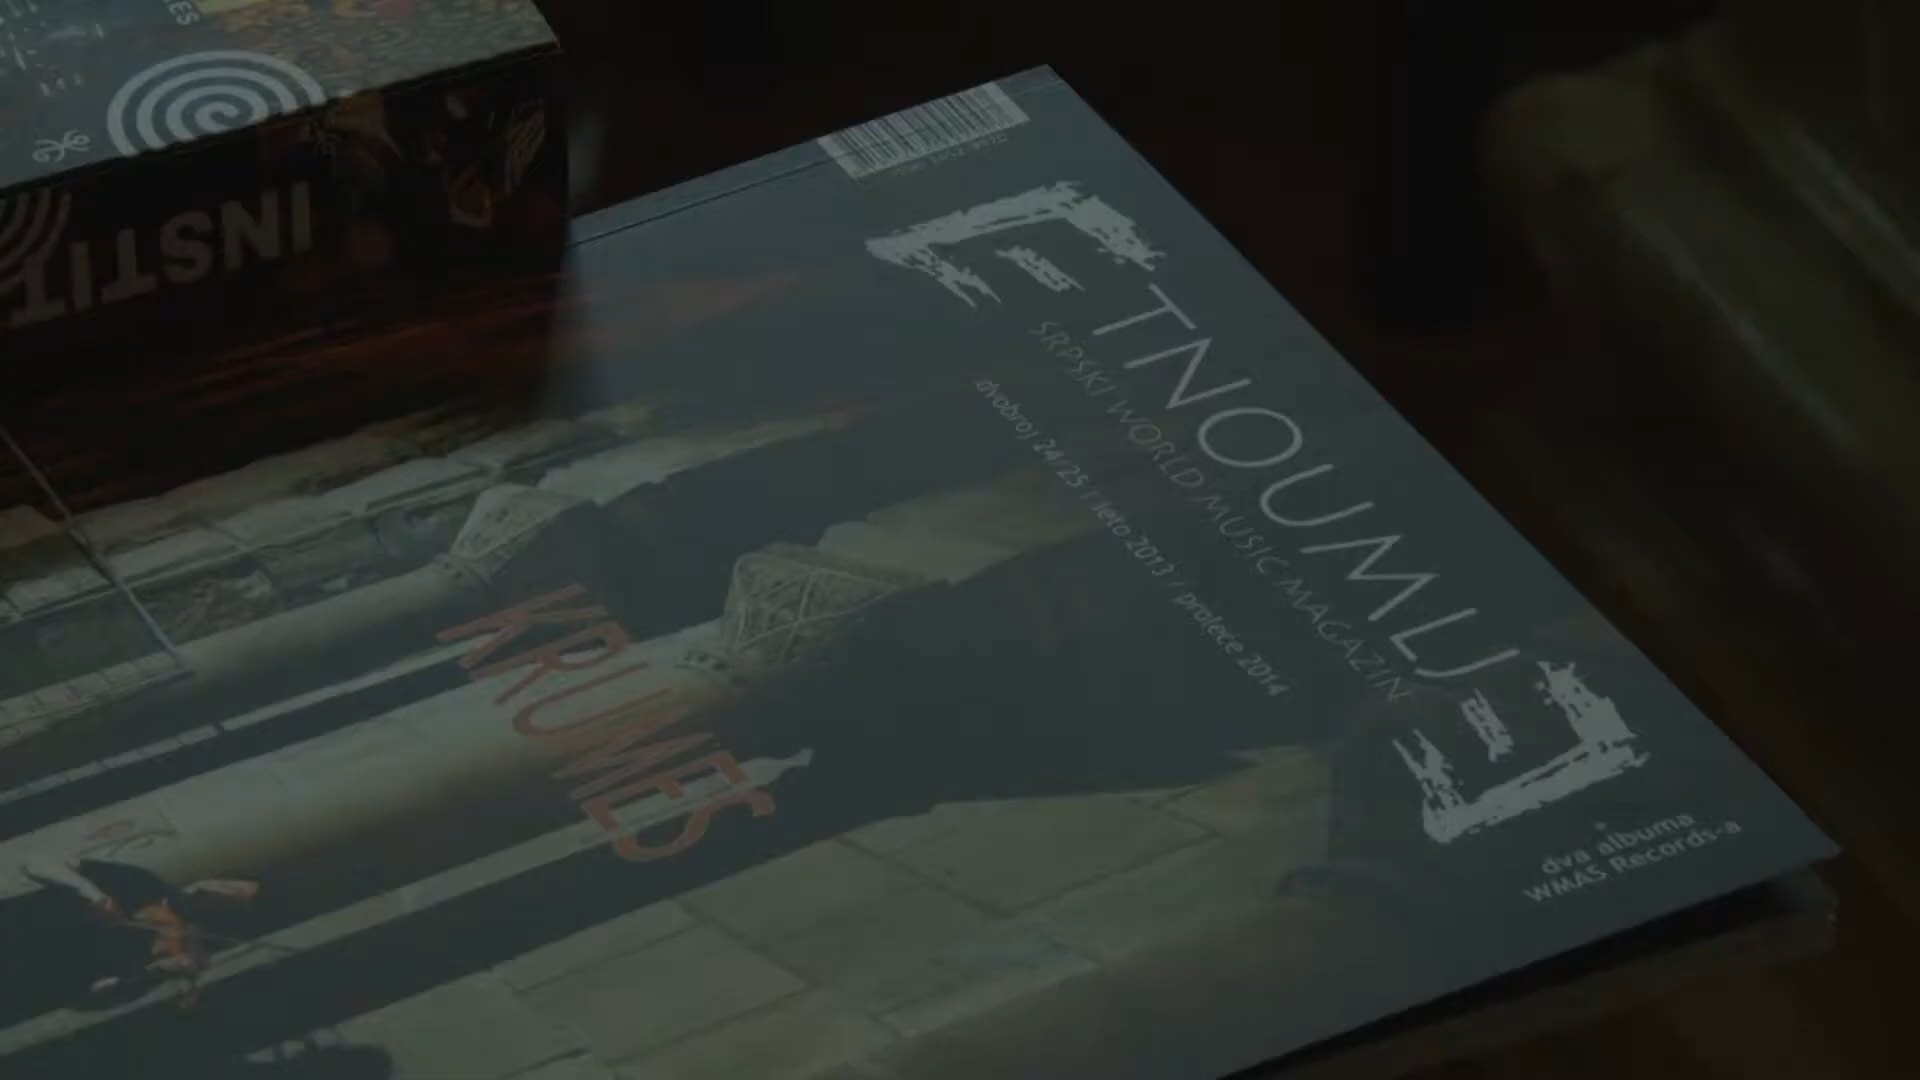 ETNOUMLJE
SRPSKI WORLD MUSIC MAGAZIN
dvobroj 24/25 / leto 2013 / proleće 2014
dva albuma
WMAS Records-a
KRUMES
INSTIT